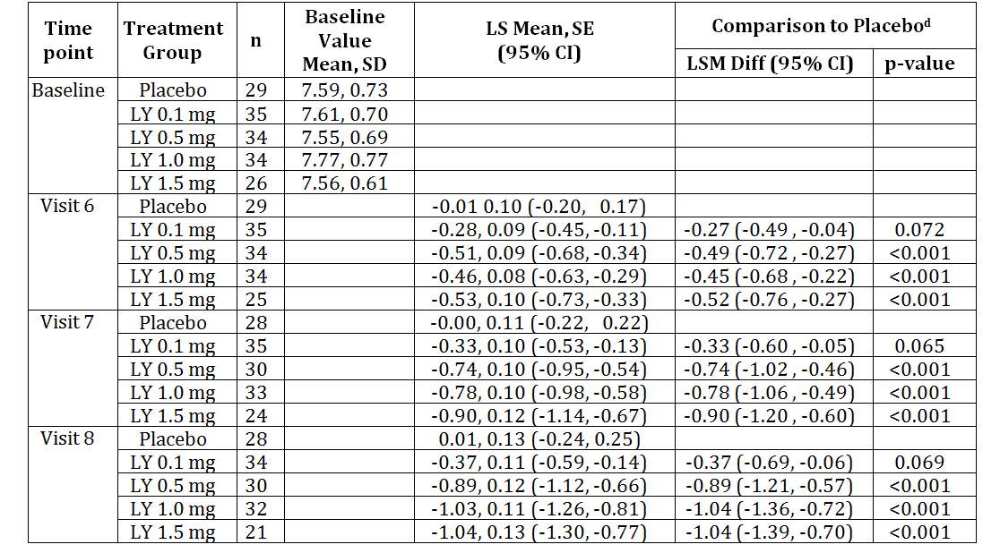 Time point | Treatment Group | n | Baseline Value Mean, SD | LS Mean, SE (95% CI) | Comparison to Placebod
LSM Diff (95% CI) | p-value
Baseline | Placebo | 29 | 7.59, 0.73
LY 0.1 mg | 35 | 7.61, 0.70
LY 0.5 mg | 34 | 7.55, 0.69
LY 1.0 mg | 34 | 7.77, 0.77
LY 1.5 mg | 26 | 7.56, 0.61
Visit 6 | Placebo | 29 | -0.01 0.10 (-0.20, 0.17)
LY 0.1 mg | 35 | -0.28, 0.09 (-0.45, -0.11) | -0.27 (-0.49 , -0.04) | 0.072
LY 0.5 mg | 34 | -0.51, 0.09 (-0.68, -0.34) | -0.49 (-0.72 , -0.27) | <0.001
LY 1.0 mg | 34 | -0.46, 0.08 (-0.63, -0.29) | -0.45 (-0.68 , -0.22) | <0.001
LY 1.5 mg | 25 | -0.53, 0.10 (-0.73, -0.33) | -0.52 (-0.76 , -0.27) | <0.001
Visit 7 | Placebo | 28 | -0.00, 0.11 (-0.22, 0.22)
LY 0.1 mg | 35 | -0.33, 0.10 (-0.53, -0.13) | -0.33 (-0.60 , -0.05) | 0.065
LY 0.5 mg | 30 | -0.74, 0.10 (-0.95, -0.54) | -0.74 (-1.02 , -0.46) | <0.001
LY 1.0 mg | 33 | -0.78, 0.10 (-0.98, -0.58) | -0.78 (-1.06 , -0.49) | <0.001
LY 1.5 mg | 24 | -0.90, 0.12 (-1.14, -0.67) | -0.90 (-1.20 , -0.60) | <0.001
Visit 8 | Placebo | 28 | 0.01, 0.13 (-0.24, 0.25)
LY 0.1 mg | 34 | -0.37, 0.11 (-0.59, -0.14) | -0.37 (-0.69, -0.06) | 0.069
LY 0.5 mg | 30 | -0.89, 0.12 (-1.12, -0.66) | -0.89 (-1.21, -0.57) | <0.001
LY 1.0 mg | 32 | -1.03, 0.11 (-1.26, -0.81) | -1.04 (-1.36, -0.72) | <0.001
LY 1.5 mg | 21 | -1.04, 0.13 (-1.30, -0.77) | -1.04 (-1.39, -0.70) | <0.001